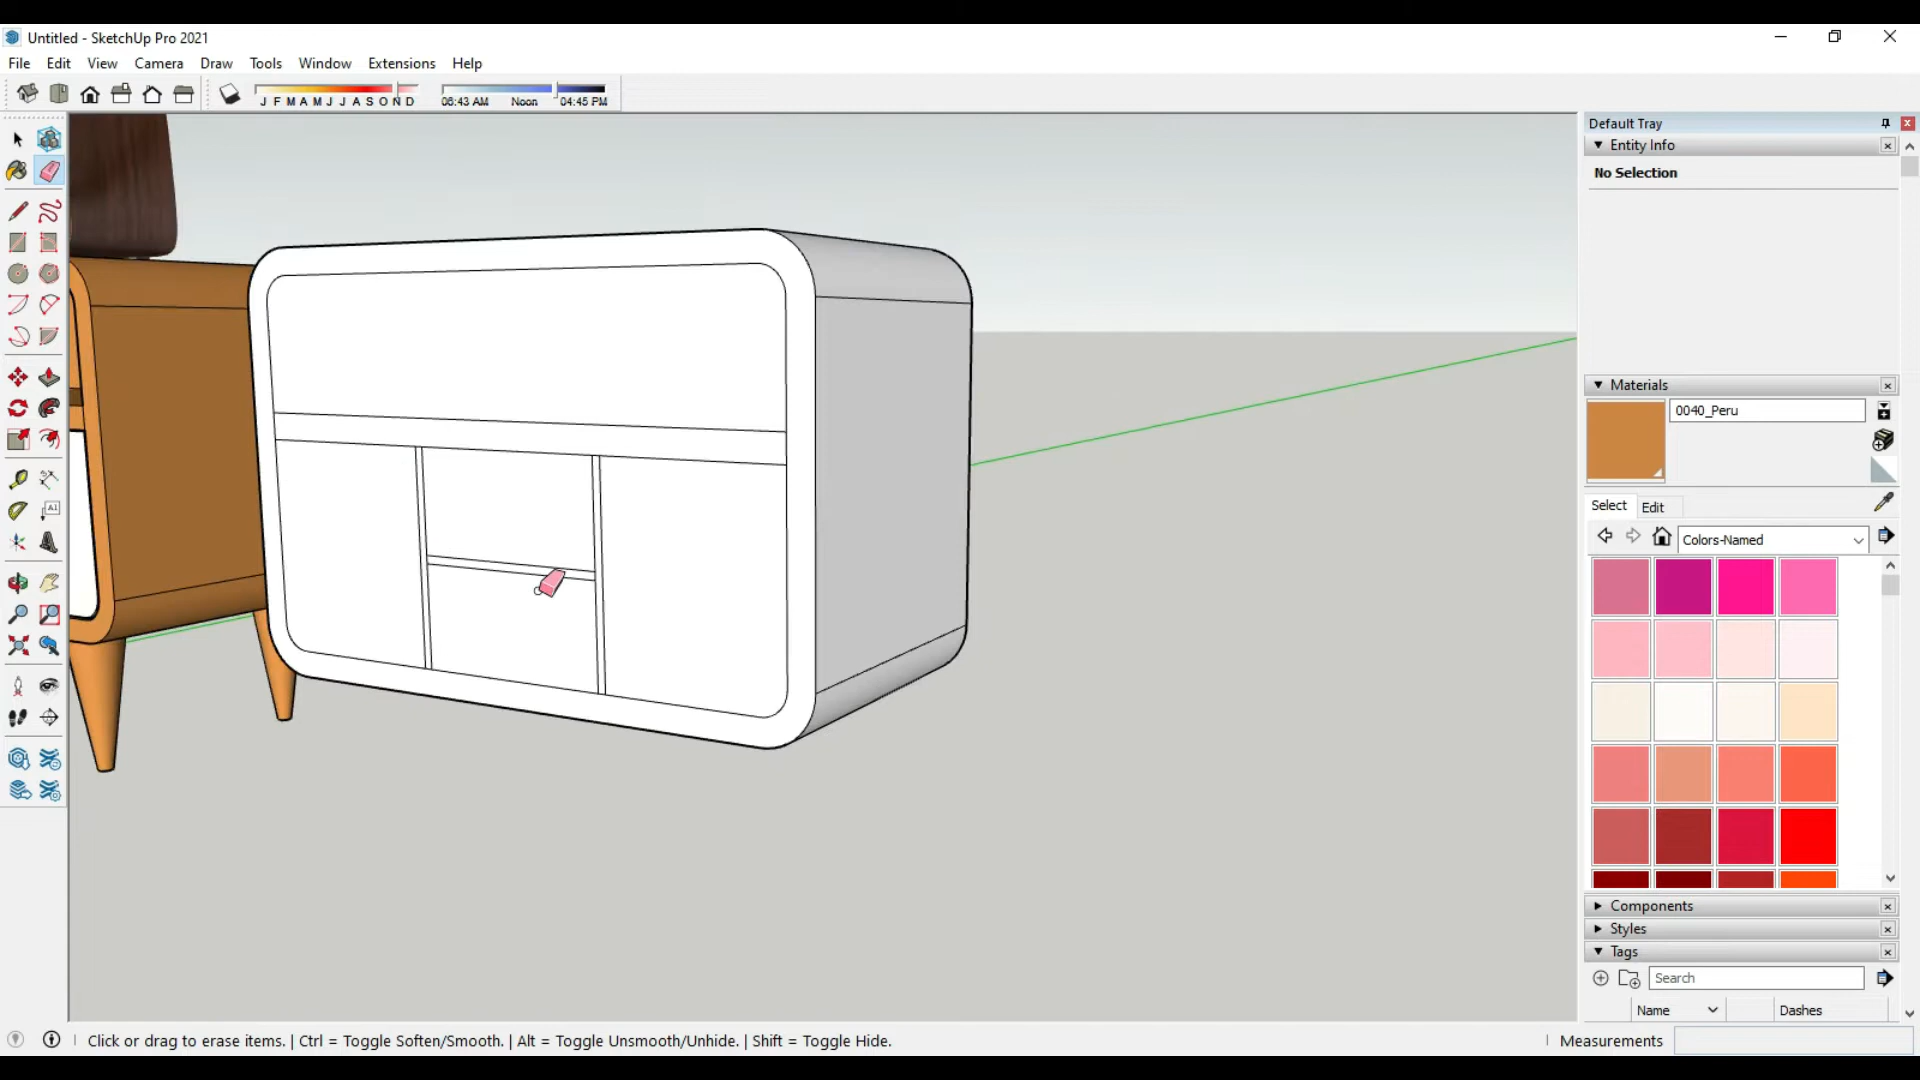 Untitled - SketchUp Pro 2021
File Edit View Camera Draw Tools Window Extensions Help
J F M A M J J A S O N D
06:43 AM Noon 04:45 PM
Default Tray
Entity Info
No Selection
Materials
0040_Peru
Select Edit
Colors-Named
Components
Styles
Tags
Search
Name Dashes
Click or drag to erase items. | Ctrl = Toggle Soften/Smooth. | Alt = Toggle Unsmooth/Unhide. | Shift = Toggle Hide.
Measurements